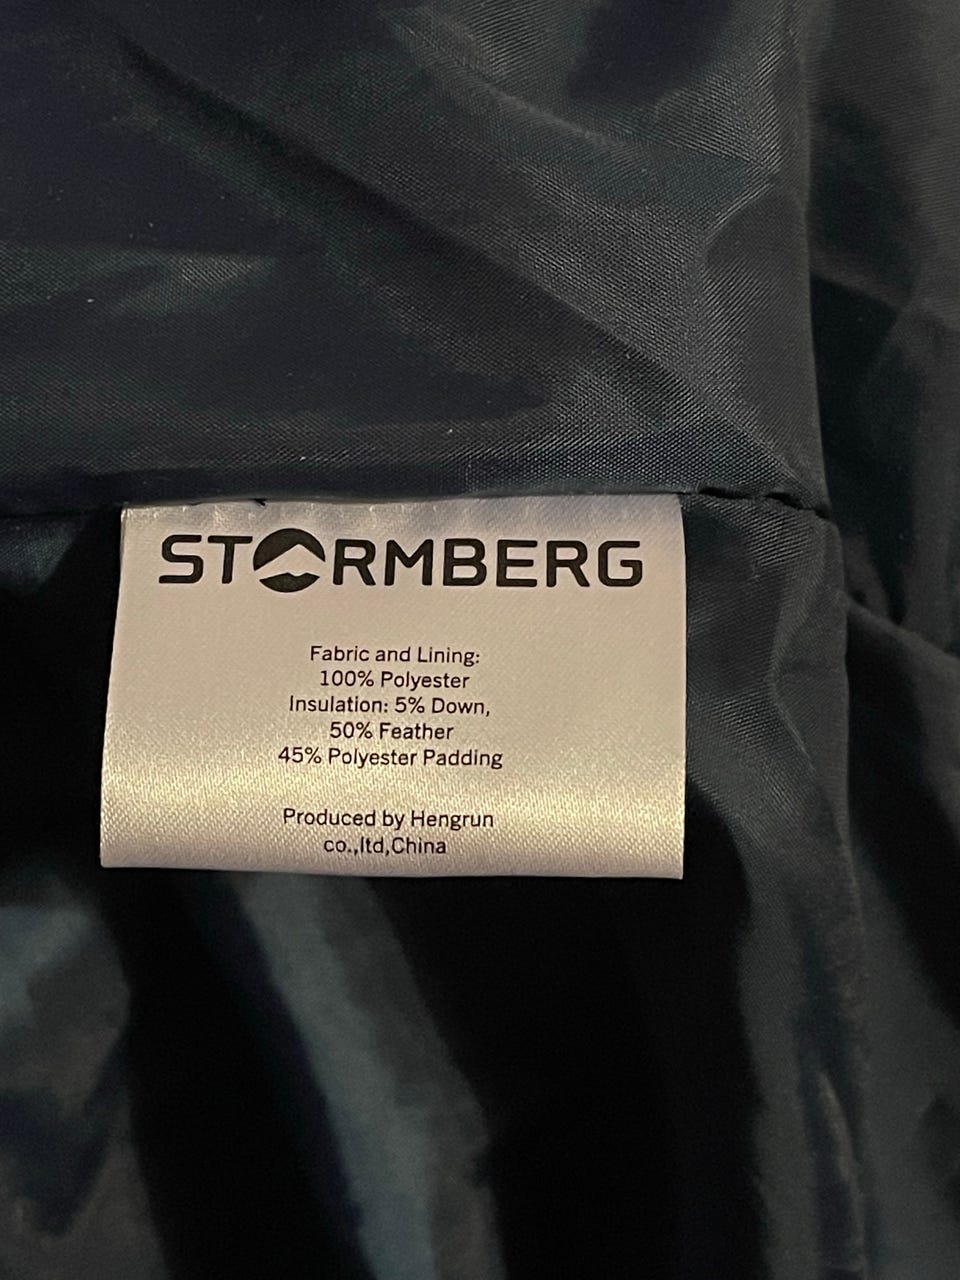 STORMBERG
Fabric and Lining:
100% Polyester
Insulation: 5% Down,
50% Feather
45% Polyester Padding
Produced by Hengrun
co.,ltd,China